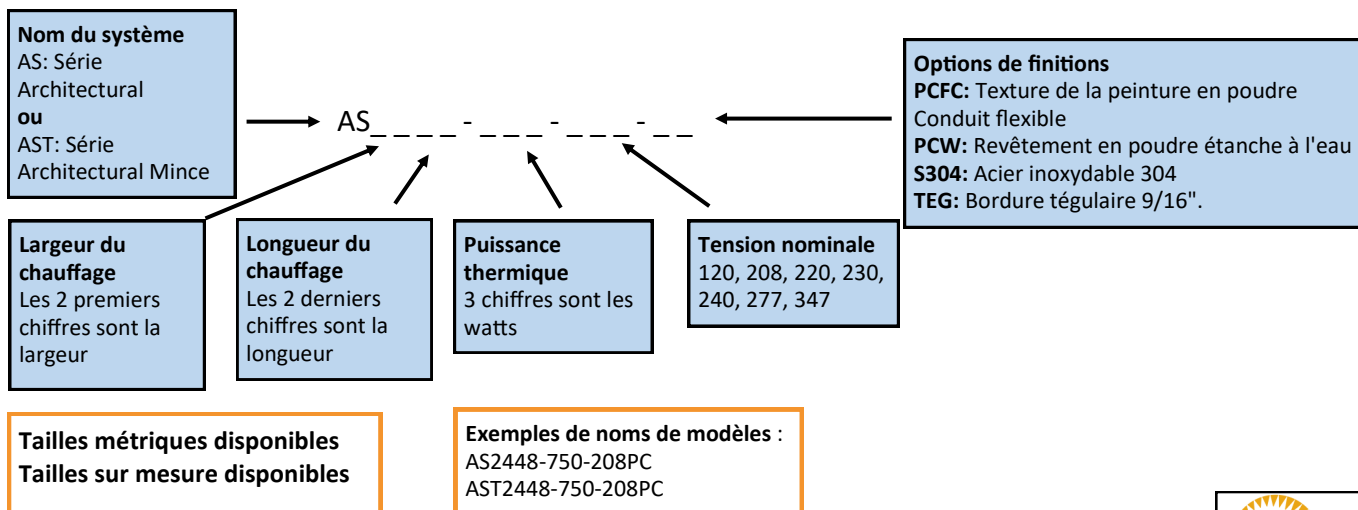 Nom du système
AS: Série
Architectural
ou
AST: Série
Architectural Mince
AS_ _ _ _ - _ _ _ - _ _ _ - _ _
Options de finitions
PCFC: Texture de la peinture en poudre
Conduit flexible
PCW: Revêtement en poudre étanche à l'eau
S304: Acier inoxydable 304
TEG: Bordure tégulaire 9/16".
Largeur du
chauffage
Les 2 premiers
chiffres sont la
largeur
Longueur du
chauffage
Les 2 derniers
chiffres sont la
longueur
Puissance
thermique
3 chiffres sont les
watts
Tension nominale
120, 208, 220, 230,
240, 277, 347
Tailles métriques disponibles
Tailles sur mesure disponibles
Exemples de noms de modèles :
AS2448-750-208PC
AST2448-750-208PC